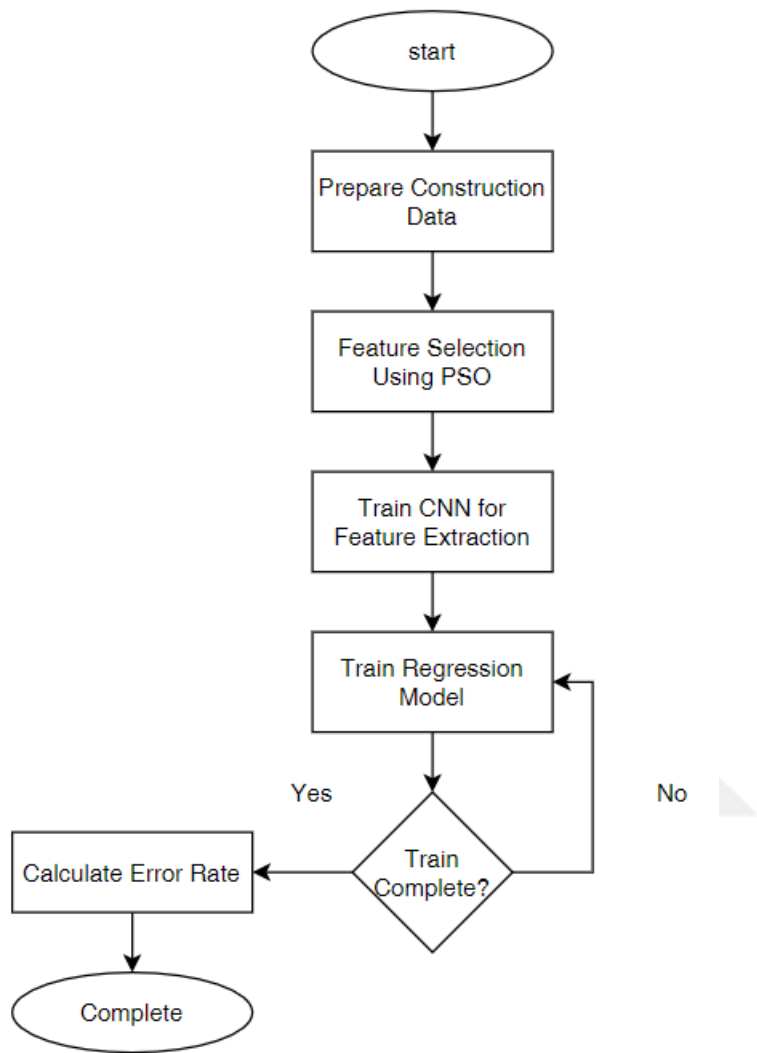 start
Prepare Construction
Data
Feature Selection
Using PSO
Train CNN for
Feature Extraction
Train Regression
Model
Yes
No
Train
Complete?
Calculate Error Rate
Complete